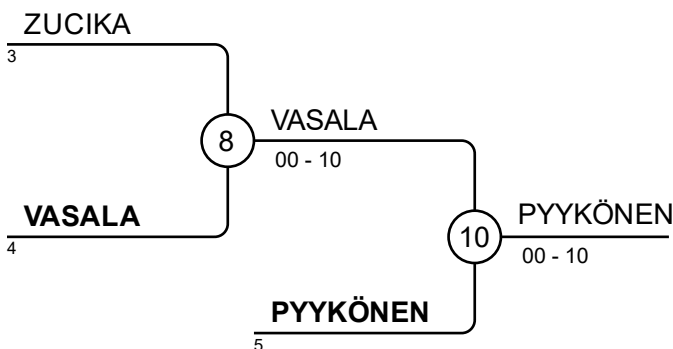 ZUCIKA
3
8
VASALA
00 - 10
VASALA
4
10
PYYKÖNEN
00 - 10
PYYKÖNEN
5